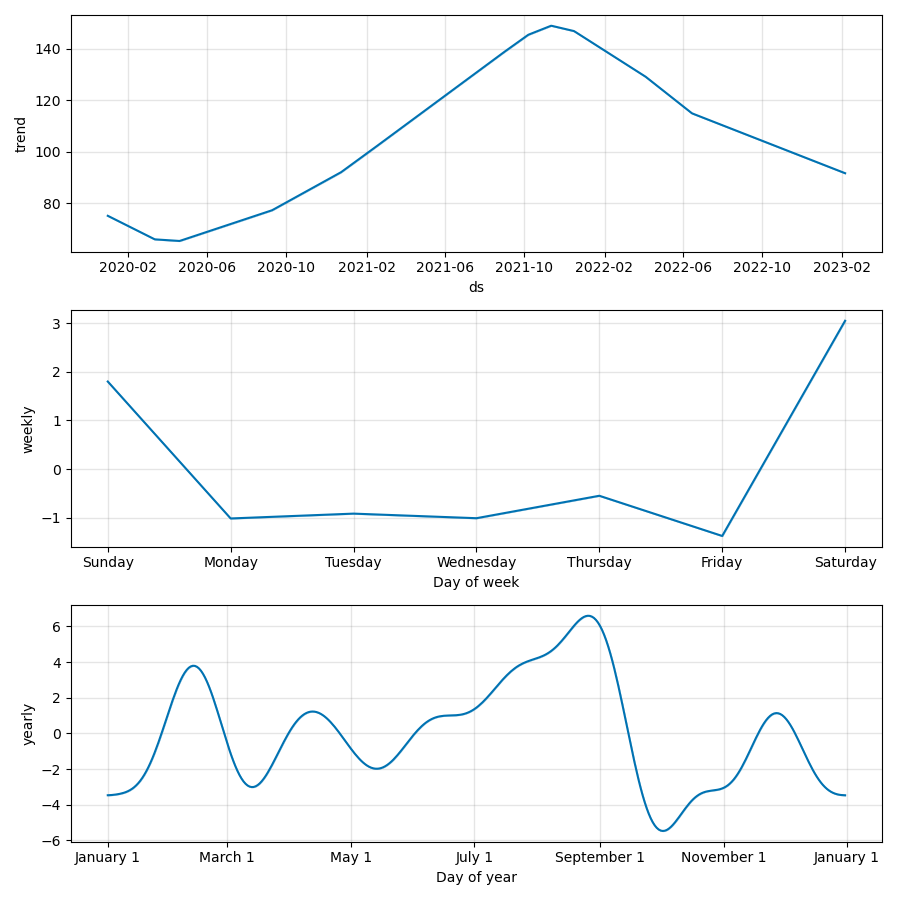 trend
140
120
100
80
2020-02 2020-06 2020-10 2021-02 2021-06 2021-10 2022-02 2022-06 2022-10 2023-02
ds
weekly
3
2
1
0
−1
Sunday Monday Tuesday Wednesday Thursday Friday Saturday
Day of week
yearly
6
4
2
0
−2
−4
−6
January 1 March 1 May 1 July 1 September 1 November 1 January 1
Day of year